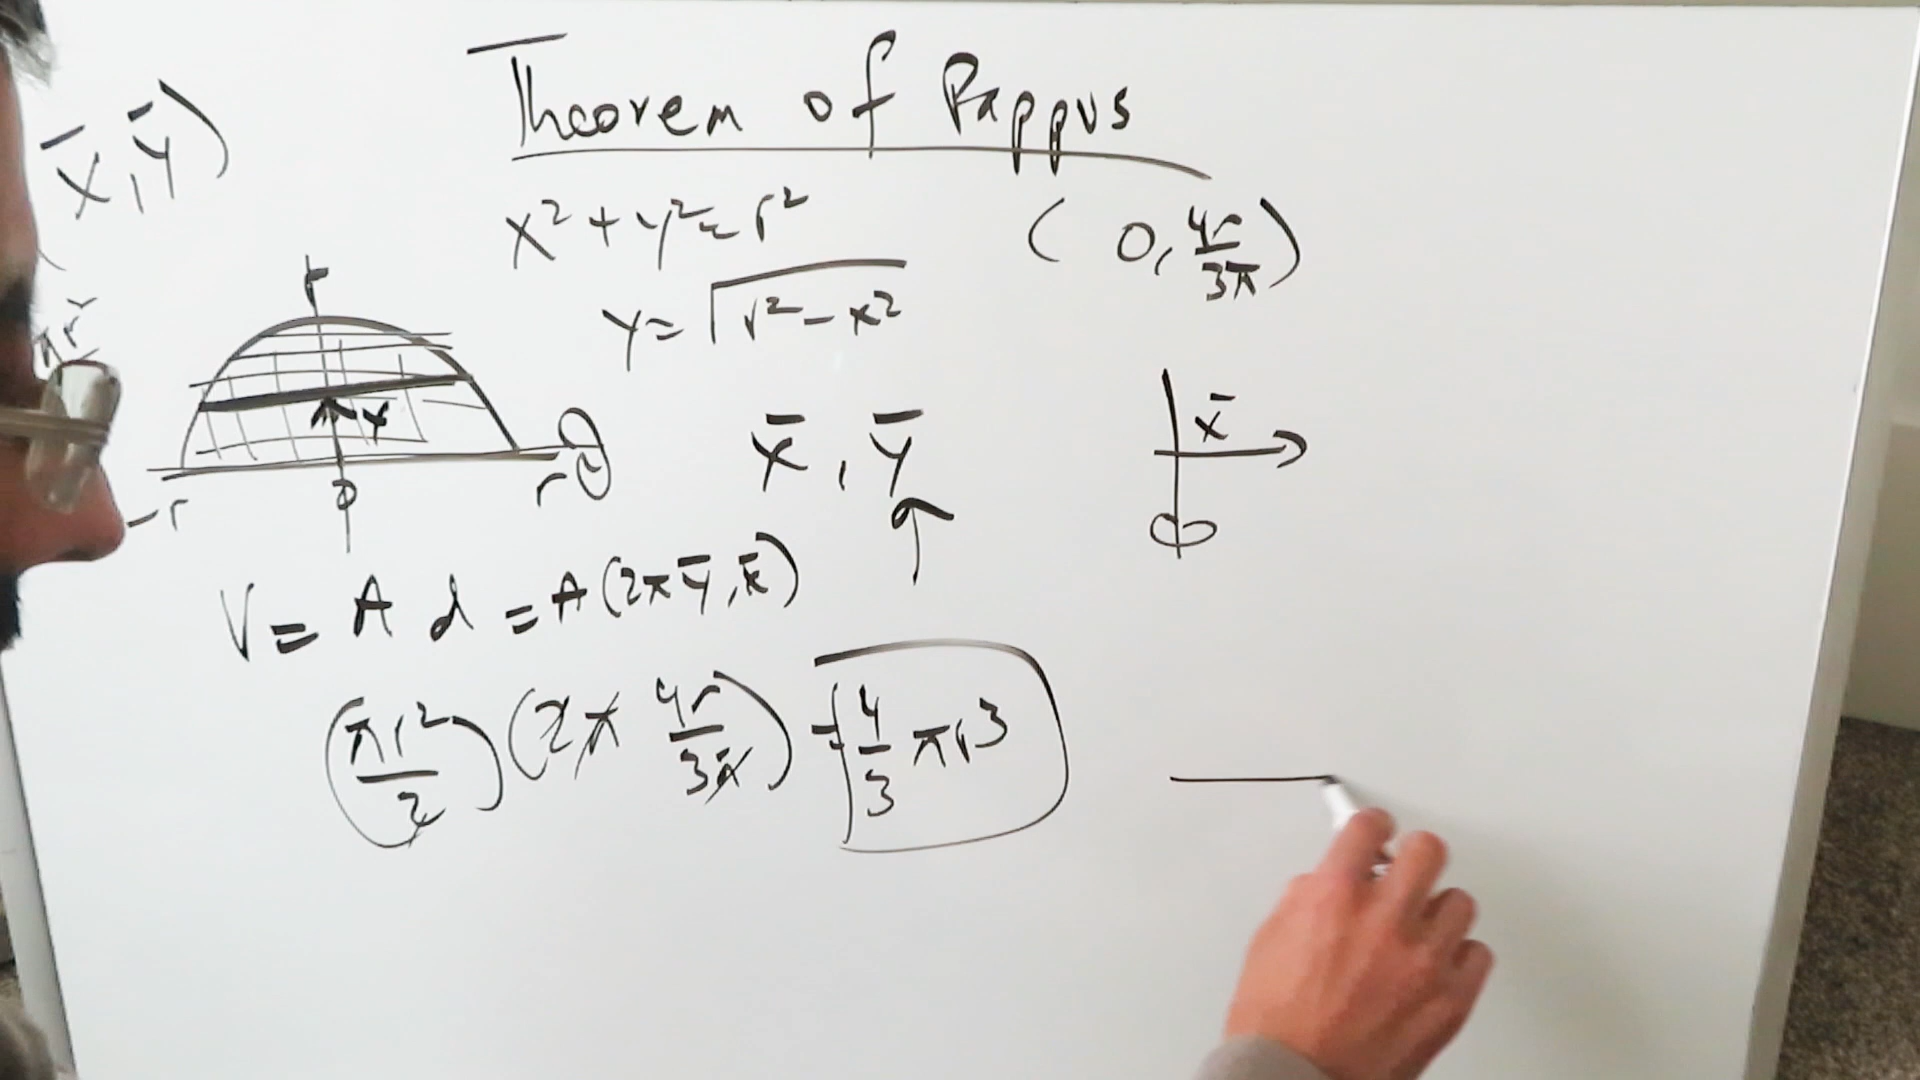 Theorem of Pappus
x̄, ȳ)
x² + y² = r²
(0, 4r/3π)
y = √(r² − x²)
r
πr²
x̄, ȳ
x̄
y
−r
0
r
V = A d = A (2π ȳ, x̄)
(πr²/2) (2π 4r/3π) = 4/3 πr³